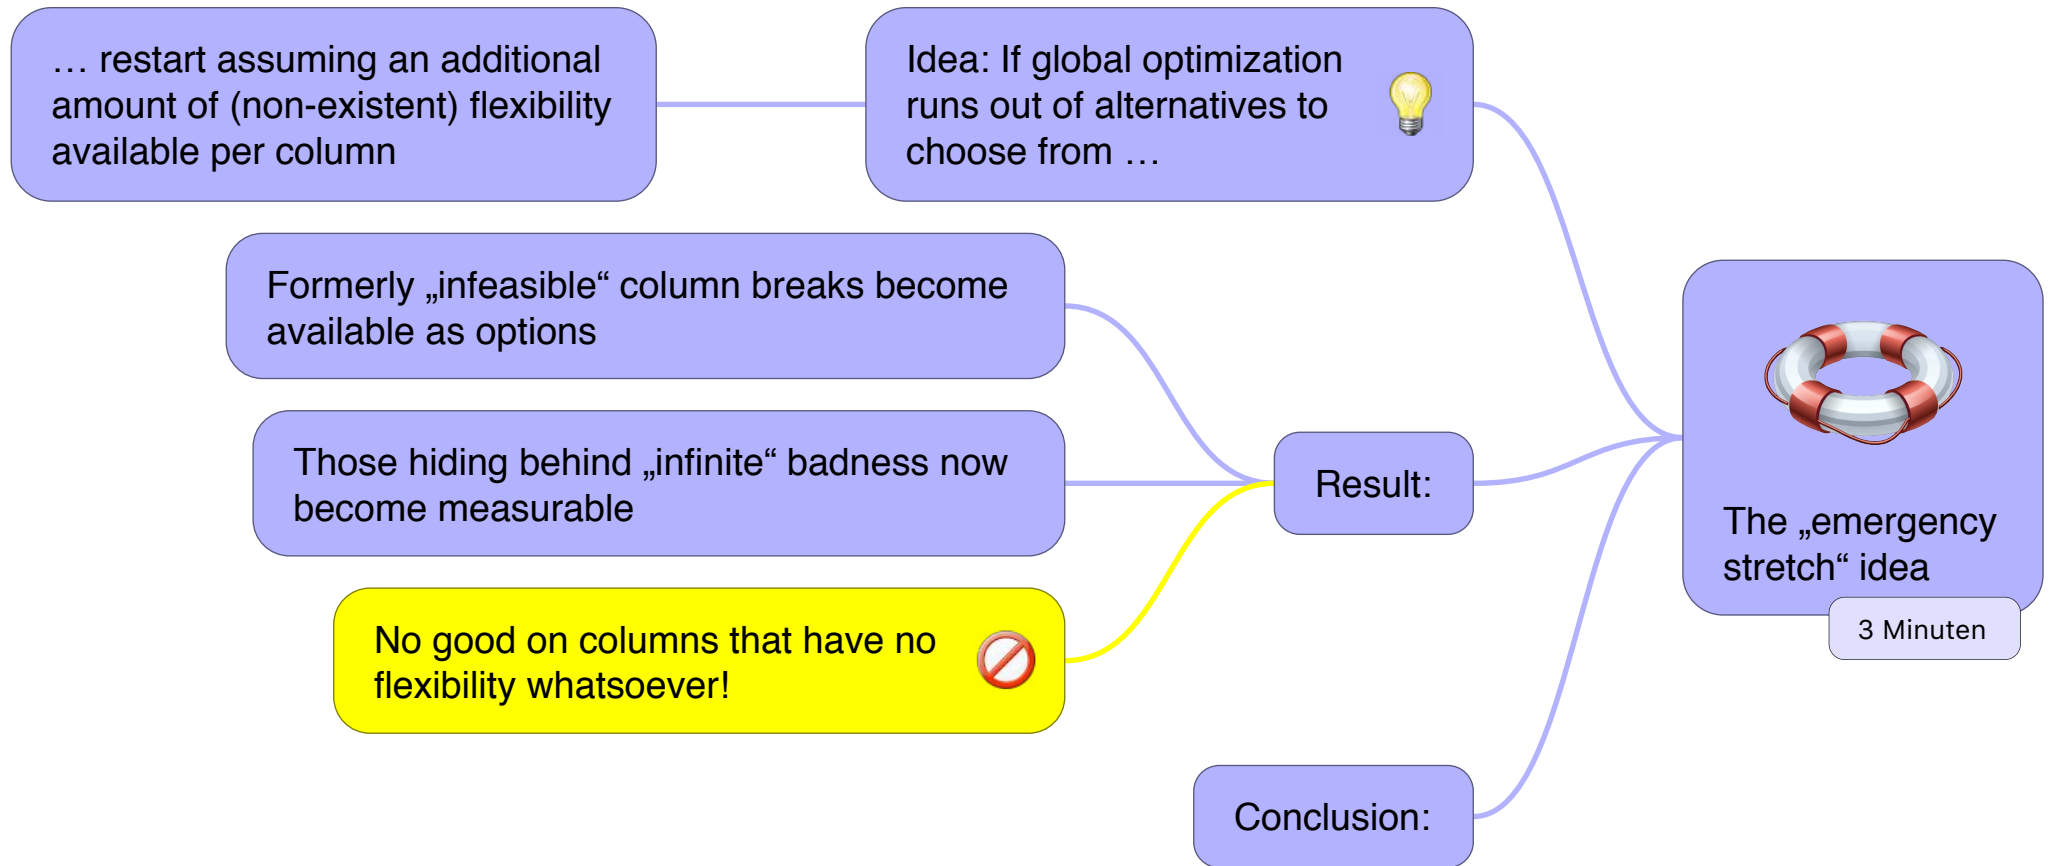 … restart assuming an additional
amount of (non-existent) flexibility
available per column
Idea: If global optimization
runs out of alternatives to
choose from …
Formerly „infeasible“ column breaks become
available as options
Those hiding behind „infinite“ badness now
become measurable
No good on columns that have no
flexibility whatsoever!
Result:
Conclusion:
The „emergency
stretch“ idea
3 Minuten